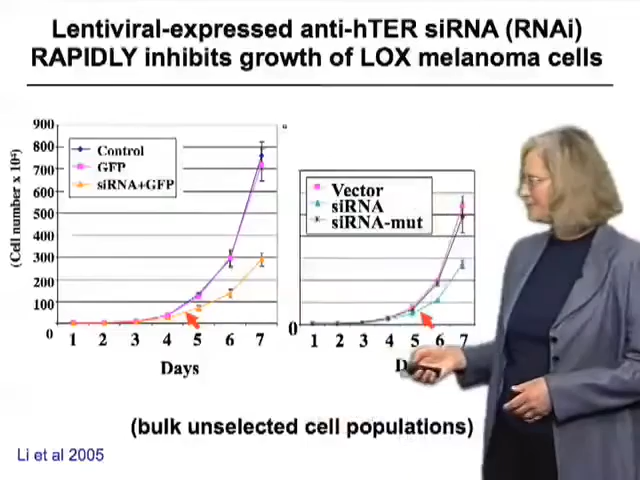 Lentiviral-expressed anti-hTER siRNA (RNAi)
RAPIDLY inhibits growth of LOX melanoma cells
900
800
700
600
500
400
300
200
100
0
(Cell number x 10⁴)
Control
GFP
siRNA+GFP
1 2 3 4 5 6 7
Days
Vector
siRNA
siRNA-mut
0
1 2 3 4 5 6 7
D
(bulk unselected cell populations)
Li et al 2005